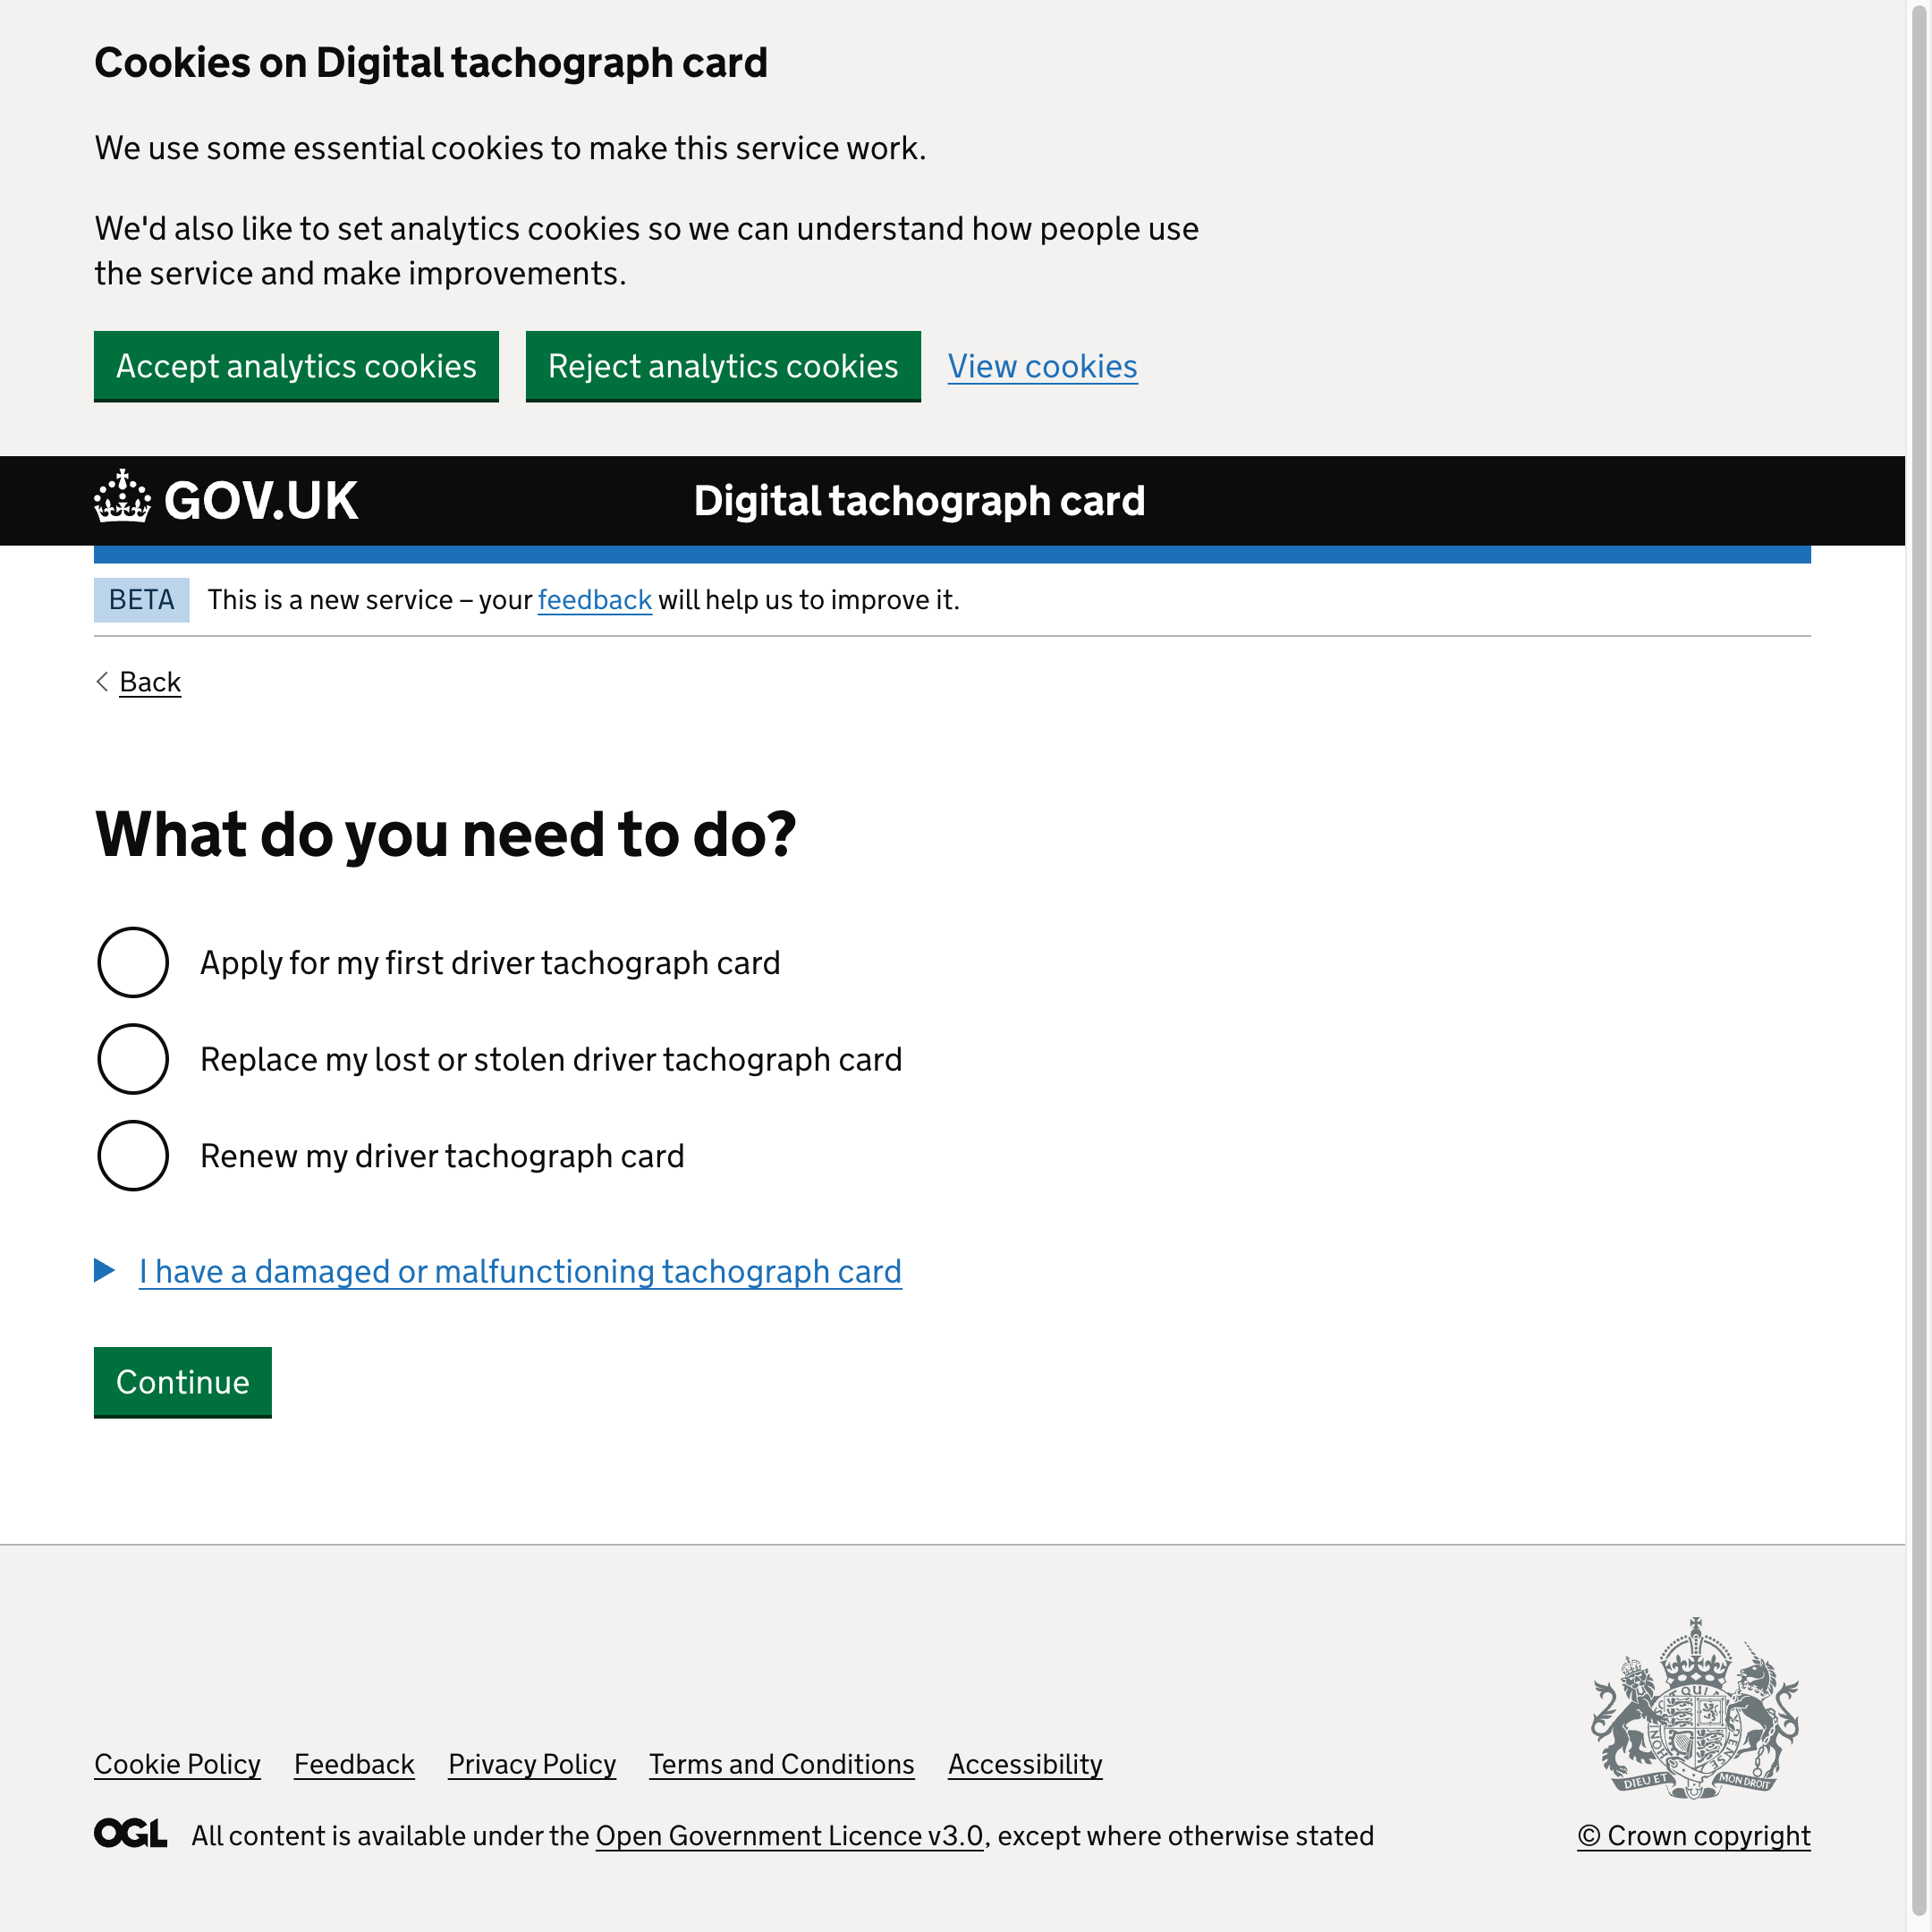 Cookies on Digital tachograph card
We use some essential cookies to make this service work.
We'd also like to set analytics cookies so we can understand how people use
the service and make improvements.
Accept analytics cookies Reject analytics cookies View cookies
GOV.UK Digital tachograph card
BETA This is a new service – your feedback will help us to improve it.
Back
What do you need to do?
Apply for my first driver tachograph card
Replace my lost or stolen driver tachograph card
Renew my driver tachograph card
I have a damaged or malfunctioning tachograph card
Continue
DIEU ET MON DROIT
Cookie Policy Feedback Privacy Policy Terms and Conditions Accessibility
OGL All content is available under the Open Government Licence v3.0, except where otherwise stated
© Crown copyright